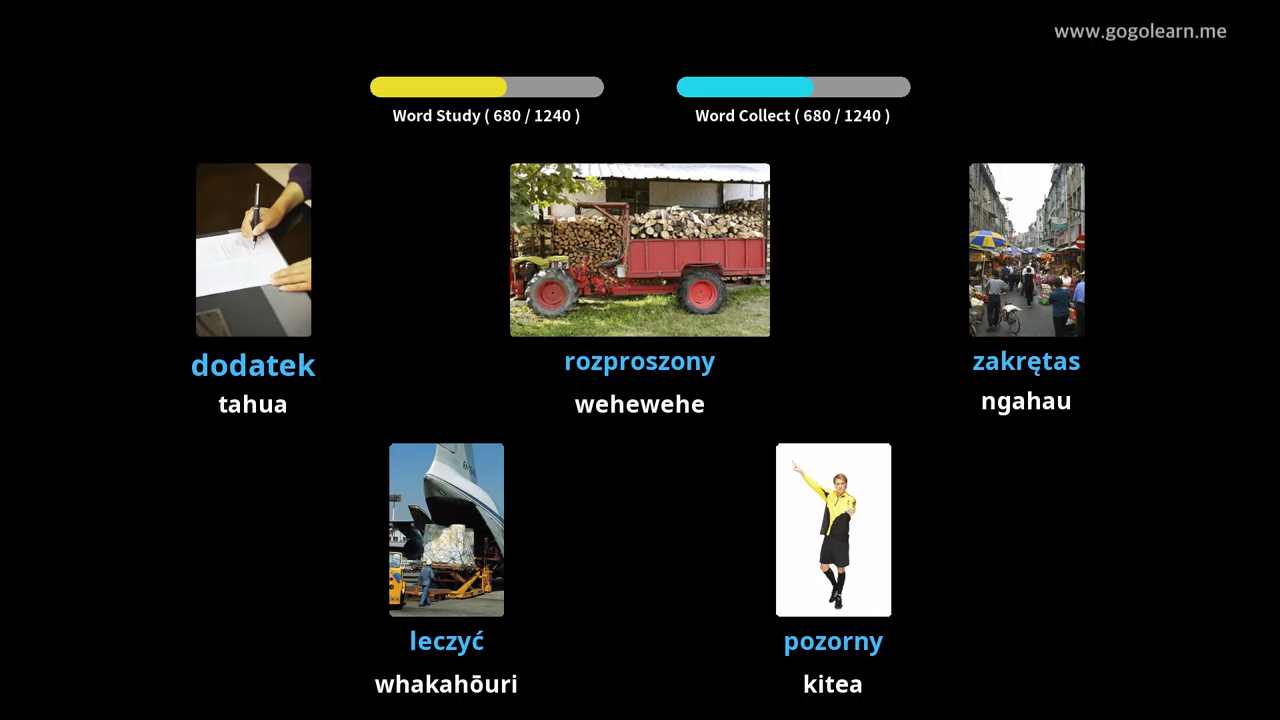 www.gogolearn.me
Word Study ( 680 / 1240 )
Word Collect ( 680 / 1240 )
dodatek
tahua
rozproszony
wehewehe
zakrętas
ngahau
leczyć
whakahōuri
pozorny
kitea